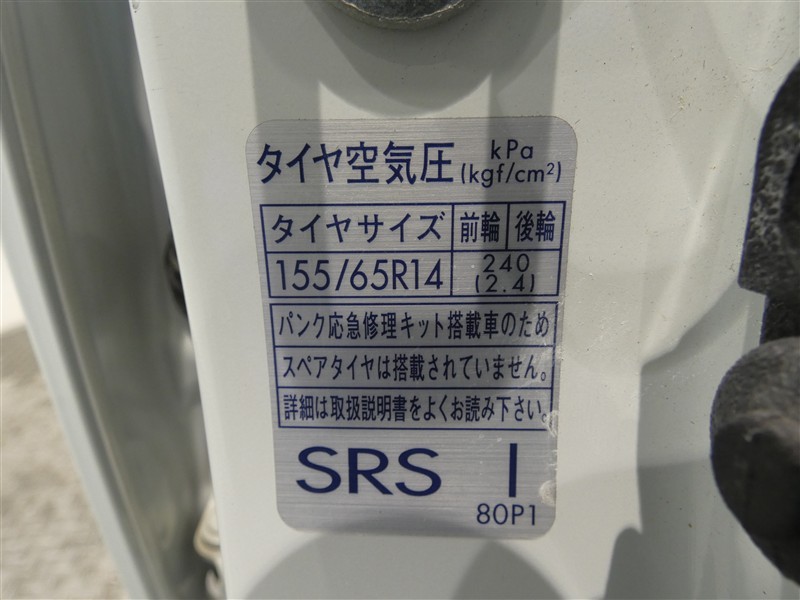 タイヤ空気圧 kPa
(kgf/cm²)
タイヤサイズ 前輪 後輪
155/65R14 240
(2.4)
パンク応急修理キット搭載車のため
スペアタイヤは搭載されていません。
詳細は取扱説明書をよくお読み下さい。
SRS I
80P1